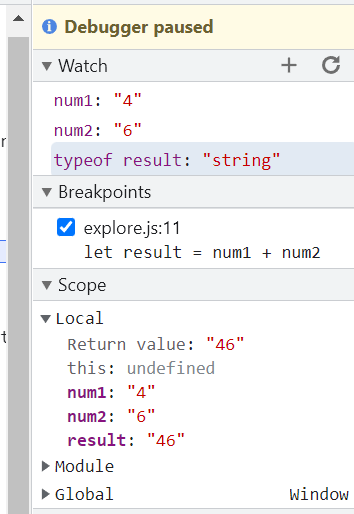 Debugger paused
Watch
num1: "4"
num2: "6"
typeof result: "string"
Breakpoints
explore.js:11
let result = num1 + num2
Scope
Local
Return value: "46"
this: undefined
num1: "4"
num2: "6"
result: "46"
Module
Global Window